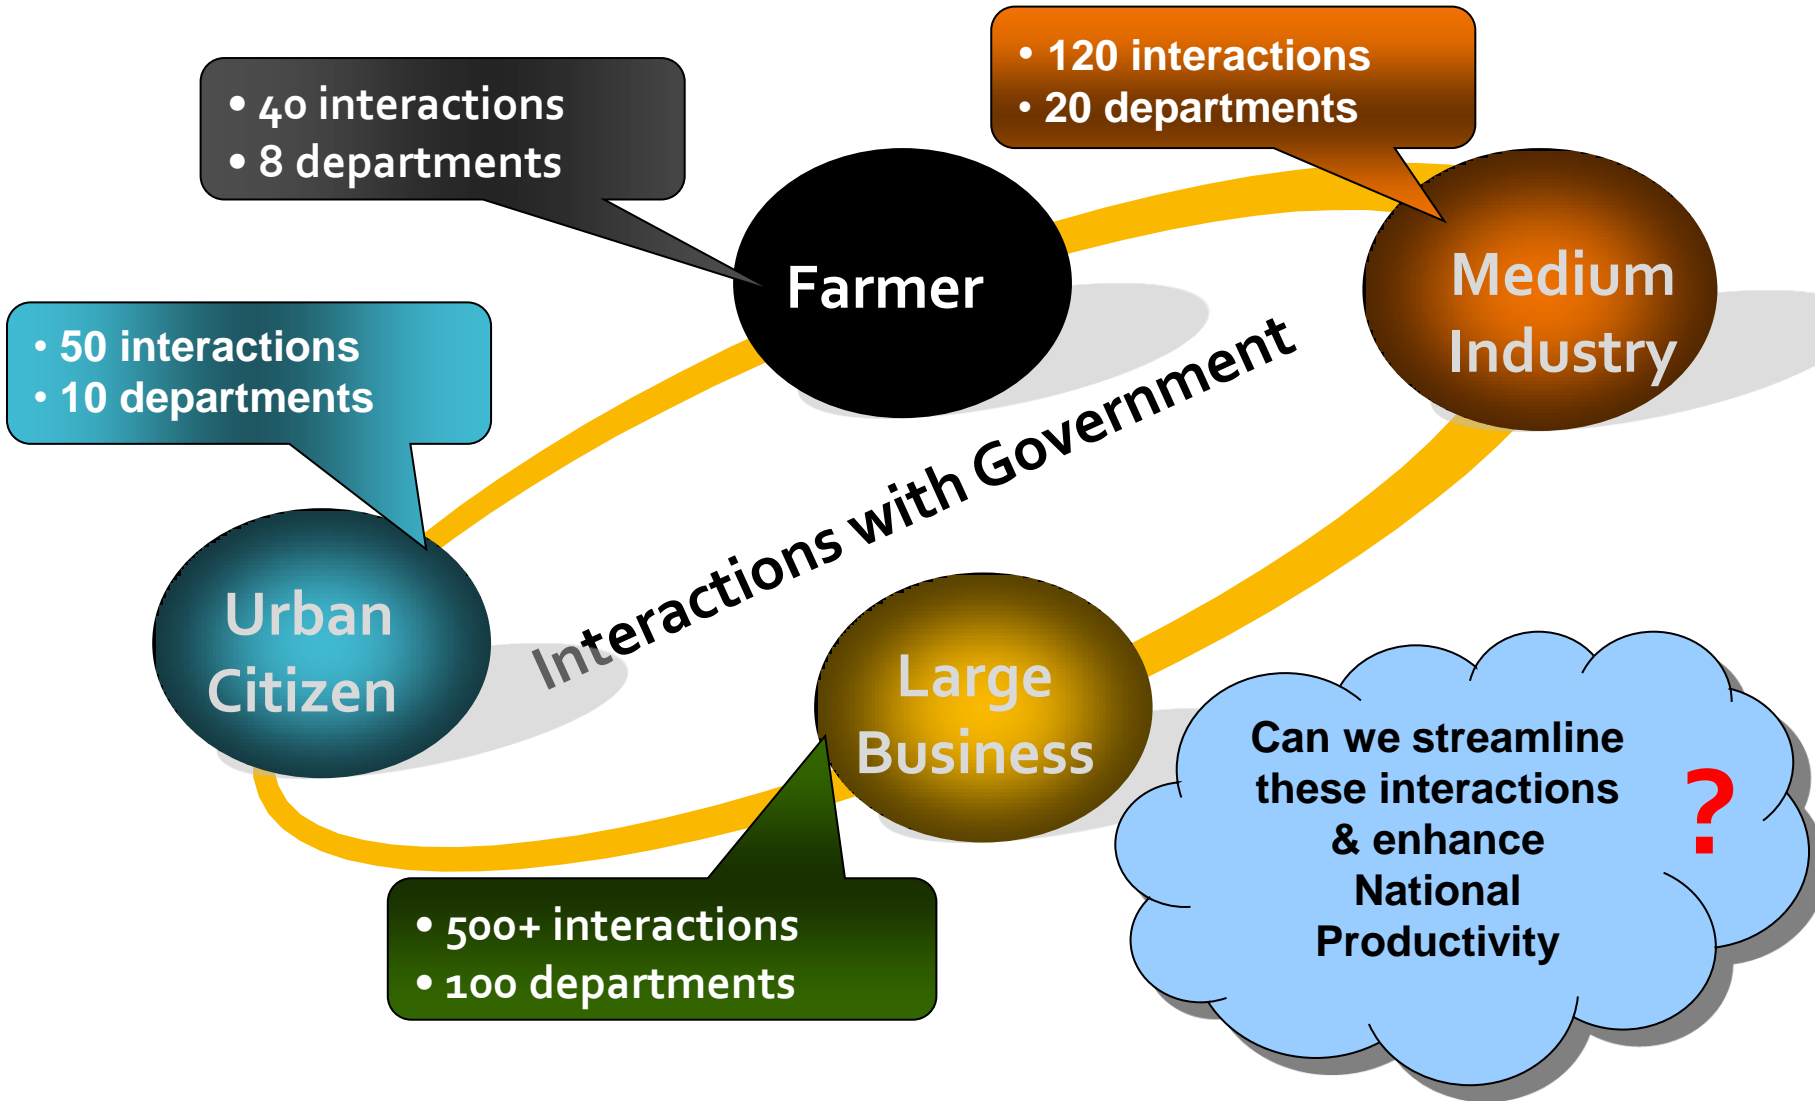 • 120 interactions
• 20 departments
• 40 interactions
• 8 departments
Farmer
Medium
Industry
• 50 interactions
• 10 departments
Interactions with Government
Urban
Citizen
Large
Business
Can we streamline
these interactions
& enhance
National
Productivity
?
• 500+ interactions
• 100 departments